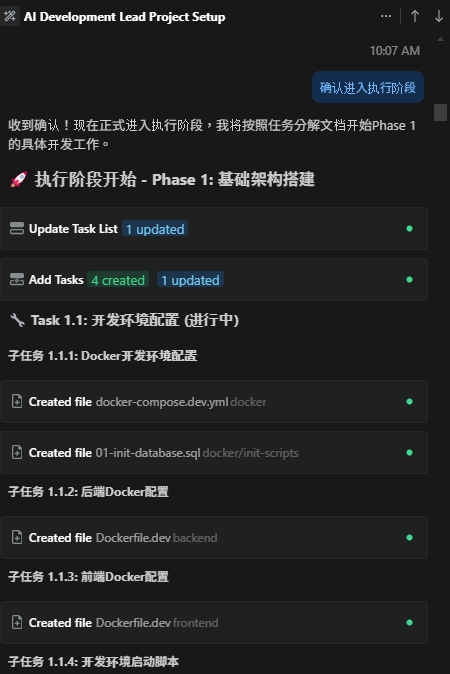 AI Development Lead Project Setup
10:07 AM
确认进入执行阶段
收到确认！现在正式进入执行阶段，我将按照任务分解文档开始Phase 1
的具体开发工作。
🚀 执行阶段开始 - Phase 1: 基础架构搭建
Update Task List 1 updated
Add Tasks 4 created 1 updated
🔧 Task 1.1: 开发环境配置 (进行中)
子任务 1.1.1: Docker开发环境配置
Created file docker-compose.dev.yml docker
Created file 01-init-database.sql docker/init-scripts
子任务 1.1.2: 后端Docker配置
Created file Dockerfile.dev backend
子任务 1.1.3: 前端Docker配置
Created file Dockerfile.dev frontend
子任务 1.1.4: 开发环境启动脚本